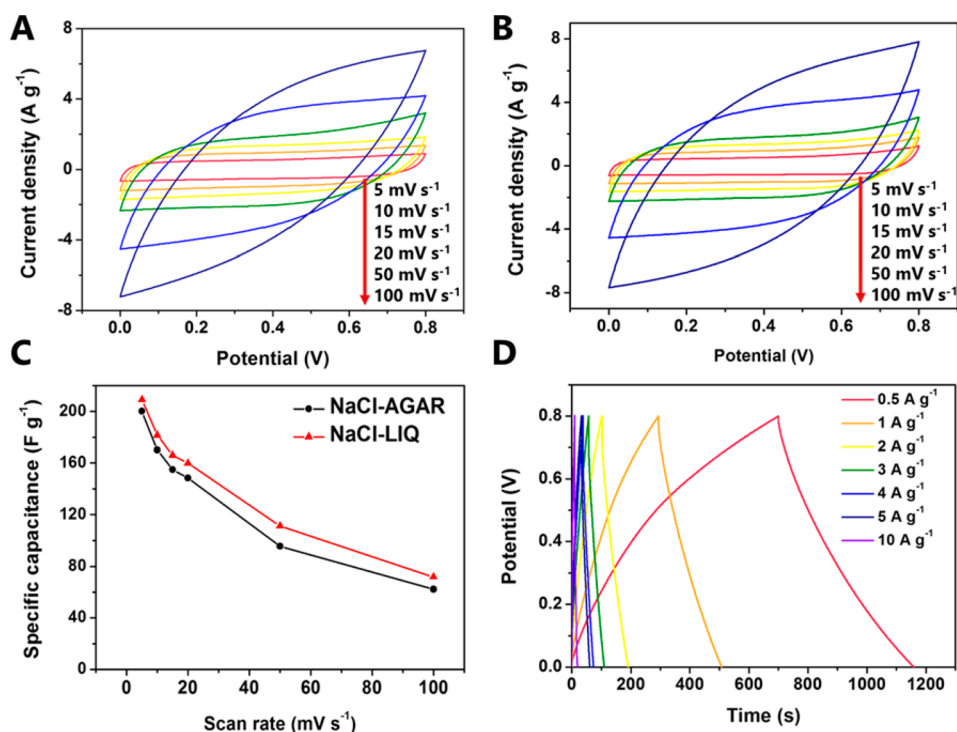 A
8
4
0
-4
-8
Current density (A g-1)
5 mV s-1
10 mV s-1
15 mV s-1
20 mV s-1
50 mV s-1
100 mV s-1
0.0 0.2 0.4 0.6 0.8
Potential (V)
B
8
4
0
-4
-8
Current density (A g-1)
5 mV s-1
10 mV s-1
15 mV s-1
20 mV s-1
50 mV s-1
100 mV s-1
0.0 0.2 0.4 0.6 0.8
Potential (V)
C
200
160
120
80
40
0
Specific capacitance (F g-1)
NaCl-AGAR
NaCl-LIQ
0 20 40 60 80 100
Scan rate (mV s-1)
D
1.0
0.8
0.6
0.4
0.2
0.0
Potential (V)
0.5 A g-1
1 A g-1
2 A g-1
3 A g-1
4 A g-1
5 A g-1
10 A g-1
0 200 400 600 800 1000 1200
Time (s)